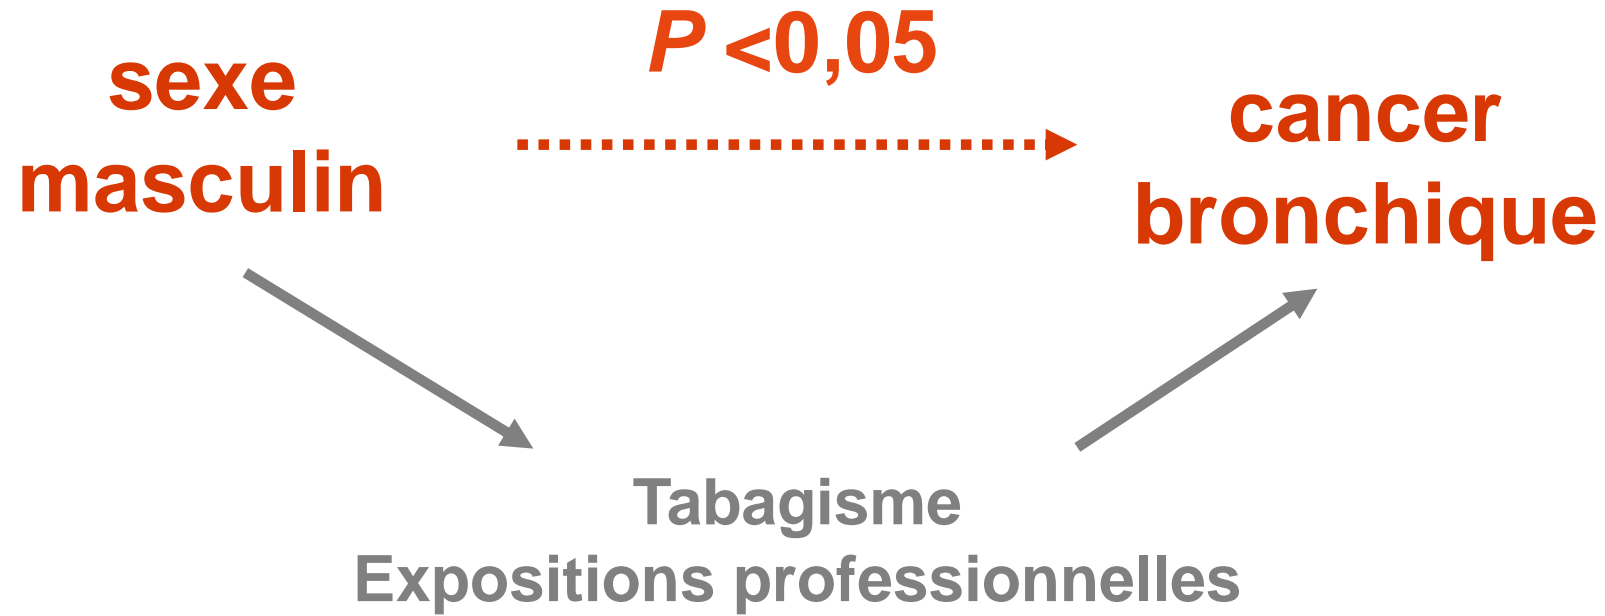 P <0,05
sexe
masculin
cancer
bronchique
Tabagisme
Expositions professionnelles